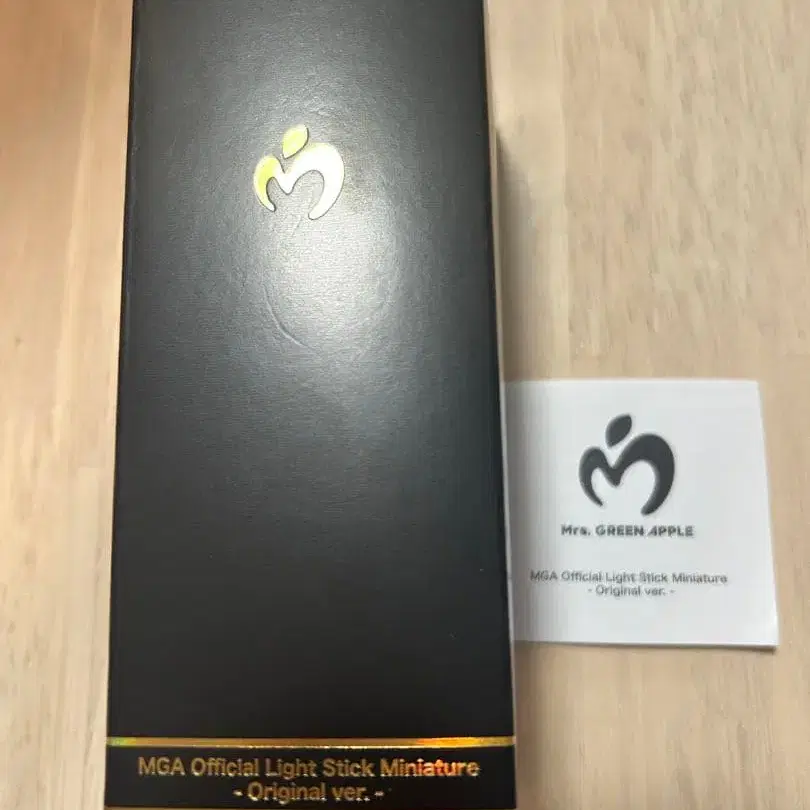 MGA Official Light Stick Miniature
- Original ver. -
Mrs. GREEN APPLE
MGA Official Light Stick Miniature
- Original ver. -